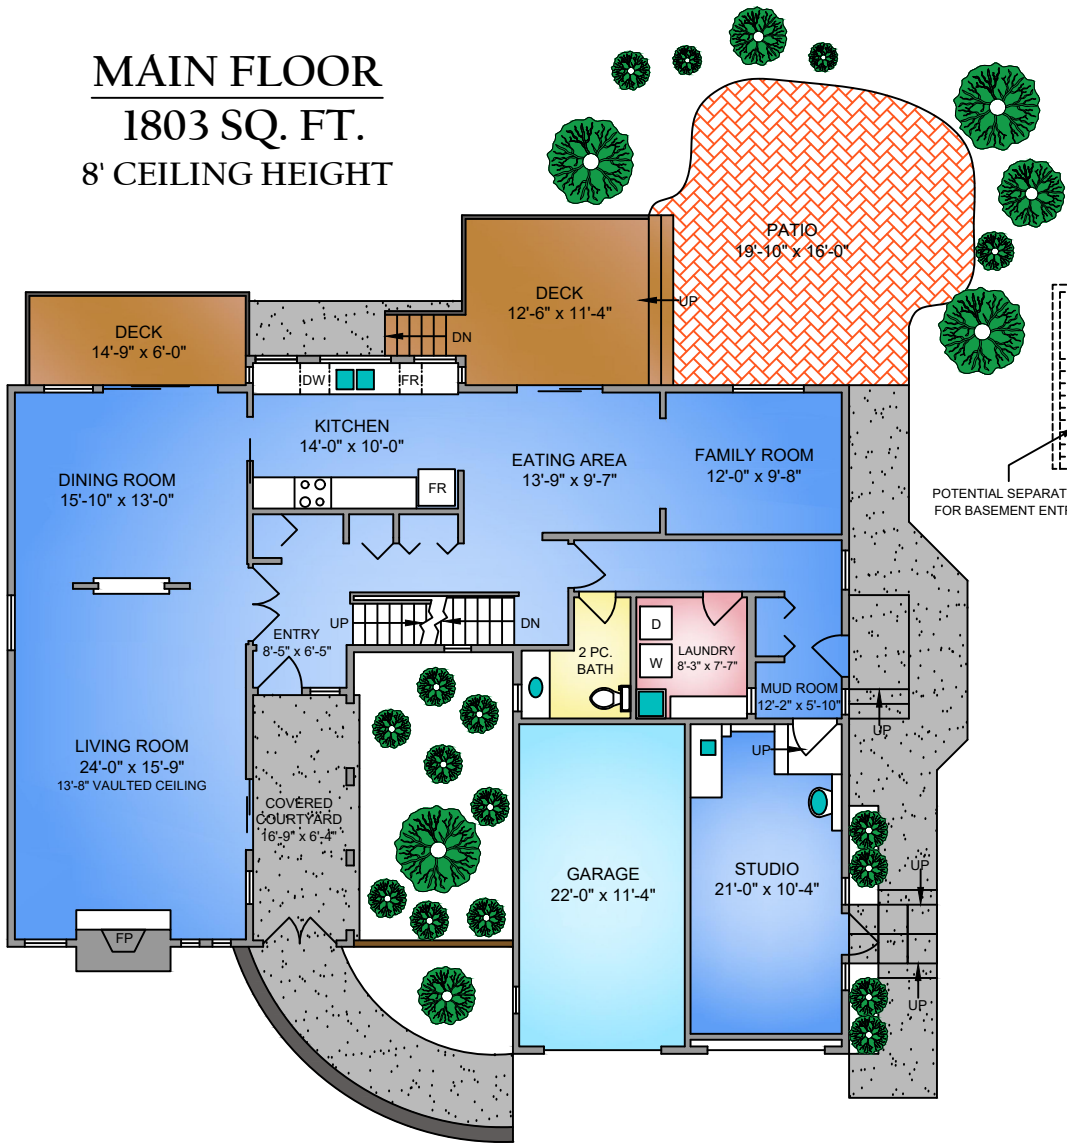 MAIN FLOOR
1803 SQ. FT.
8' CEILING HEIGHT
PATIO
19'-10" x 16'-0"
UP
DECK
12'-6" x 11'-4"
DN
DECK
14'-9" x 6'-0"
DW
FR
KITCHEN
14'-0" x 10'-0"
FR
EATING AREA
13'-9" x 9'-7"
FAMILY ROOM
12'-0" x 9'-8"
DINING ROOM
15'-10" x 13'-0"
POTENTIAL SEPARAT
FOR BASEMENT ENT
UP
DN
ENTRY
8'-5" x 6'-5"
2 PC.
BATH
D
W
LAUNDRY
8'-3" x 7'-7"
MUD ROOM
12'-2" x 5'-10"
UP
UP
LIVING ROOM
24'-0" x 15'-9"
13'-8" VAULTED CEILING
COVERED
COURTYARD
16'-9" x 6'-4"
GARAGE
22'-0" x 11'-4"
STUDIO
21'-0" x 10'-4"
UP
FP
UP